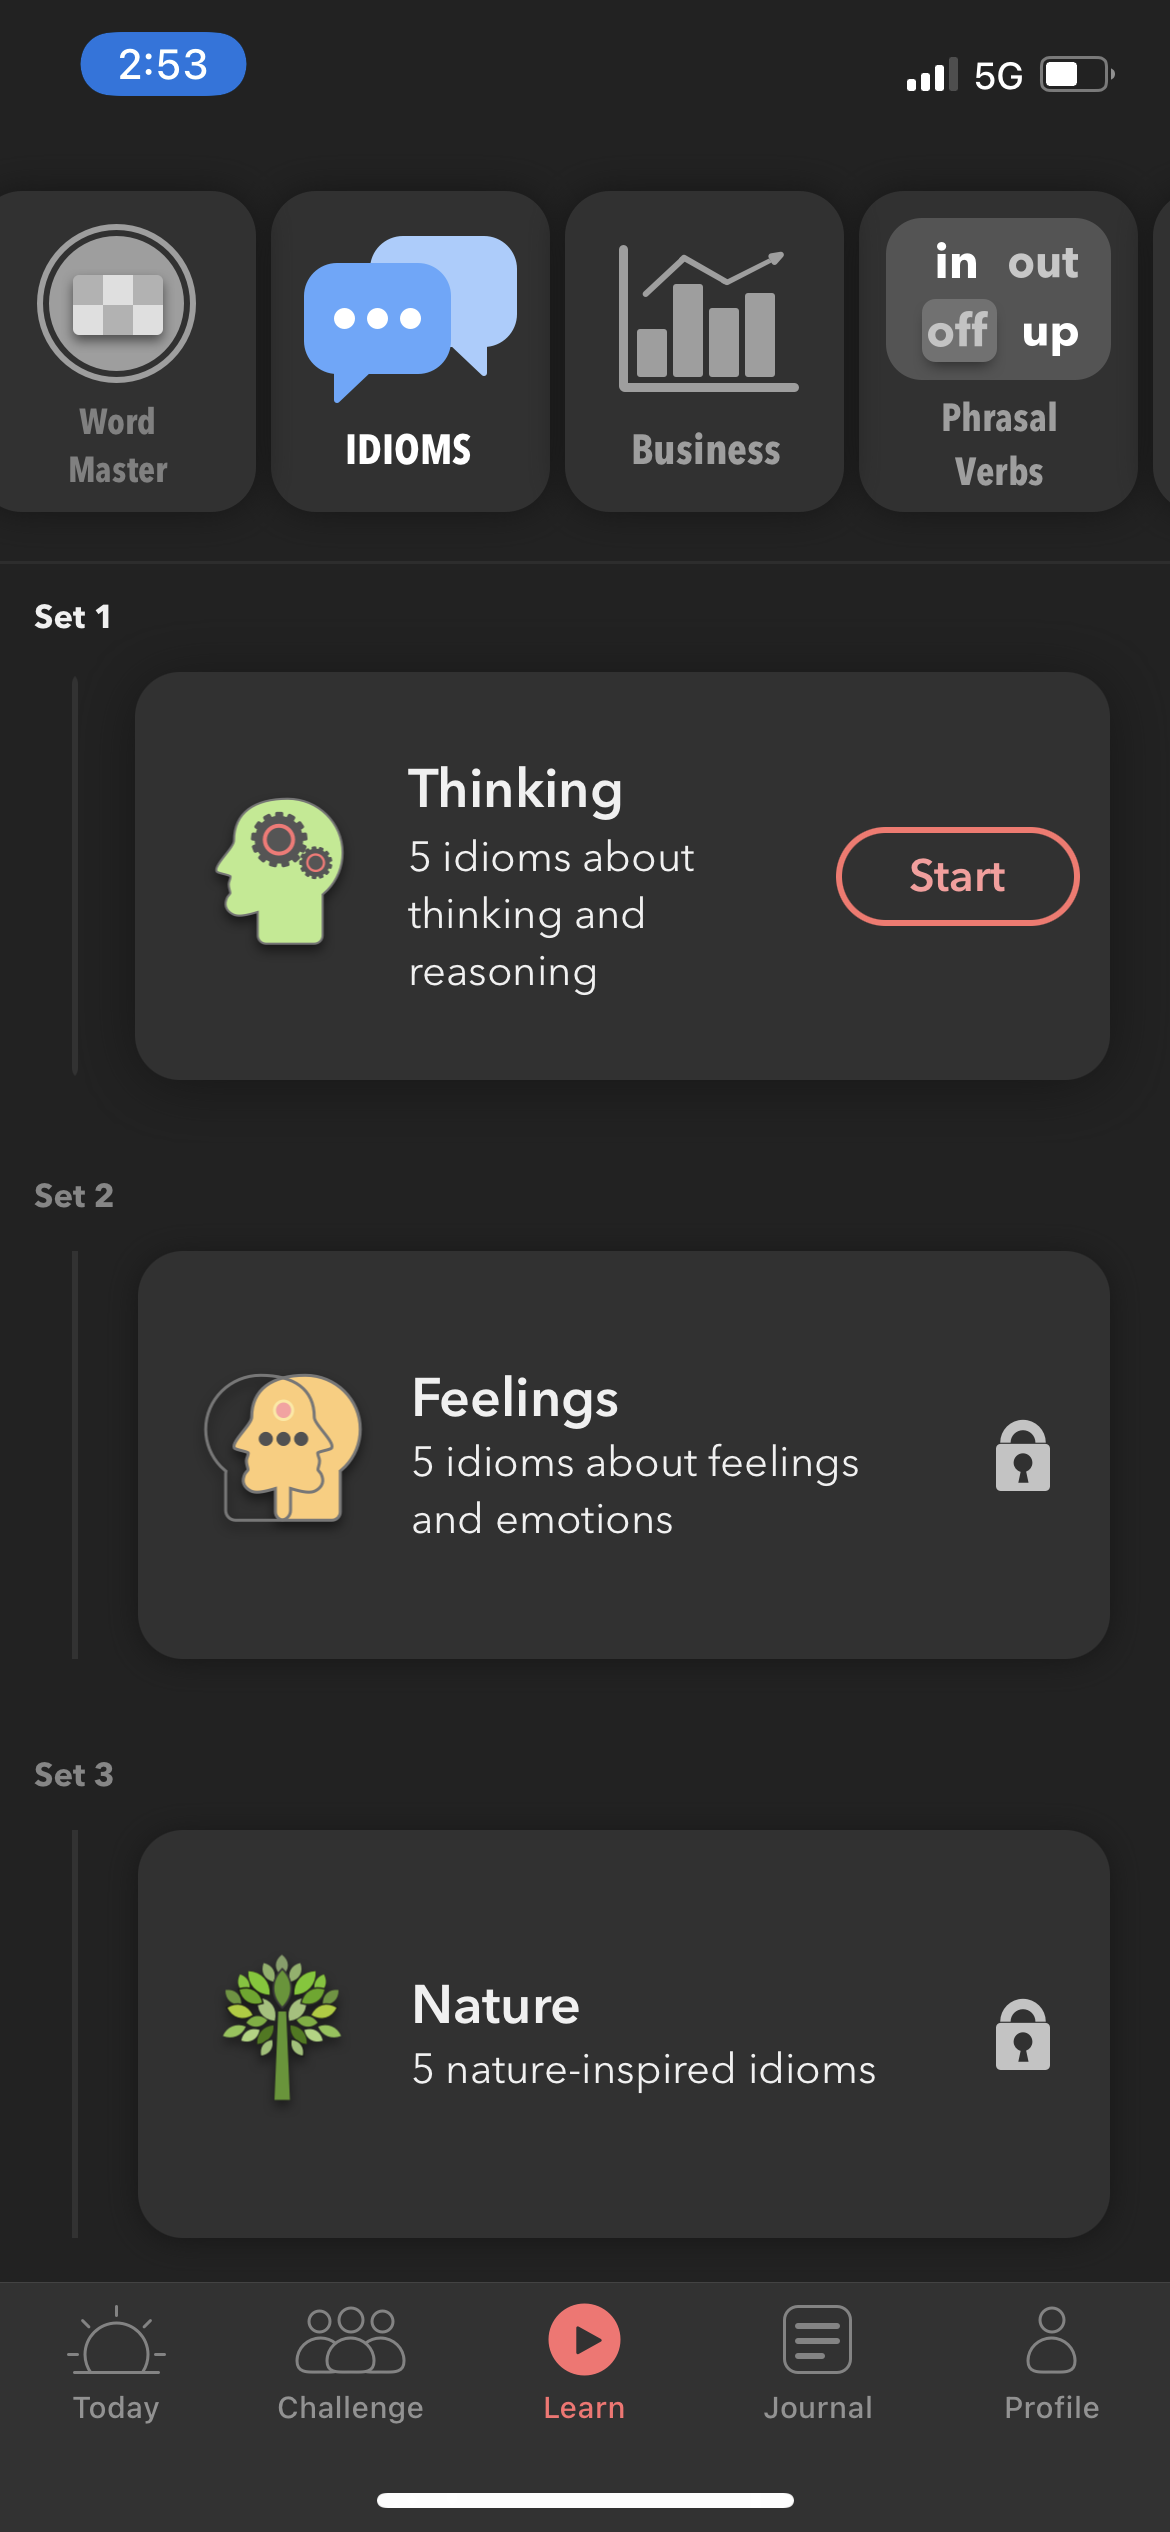 2:53
5G
in out
off up
Word
Master
IDIOMS
Business
Phrasal
Verbs
Set 1
Thinking
5 idioms about
thinking and
reasoning
Start
Set 2
Feelings
5 idioms about feelings
and emotions
Set 3
Nature
5 nature-inspired idioms
Today
Challenge
Learn
Journal
Profile